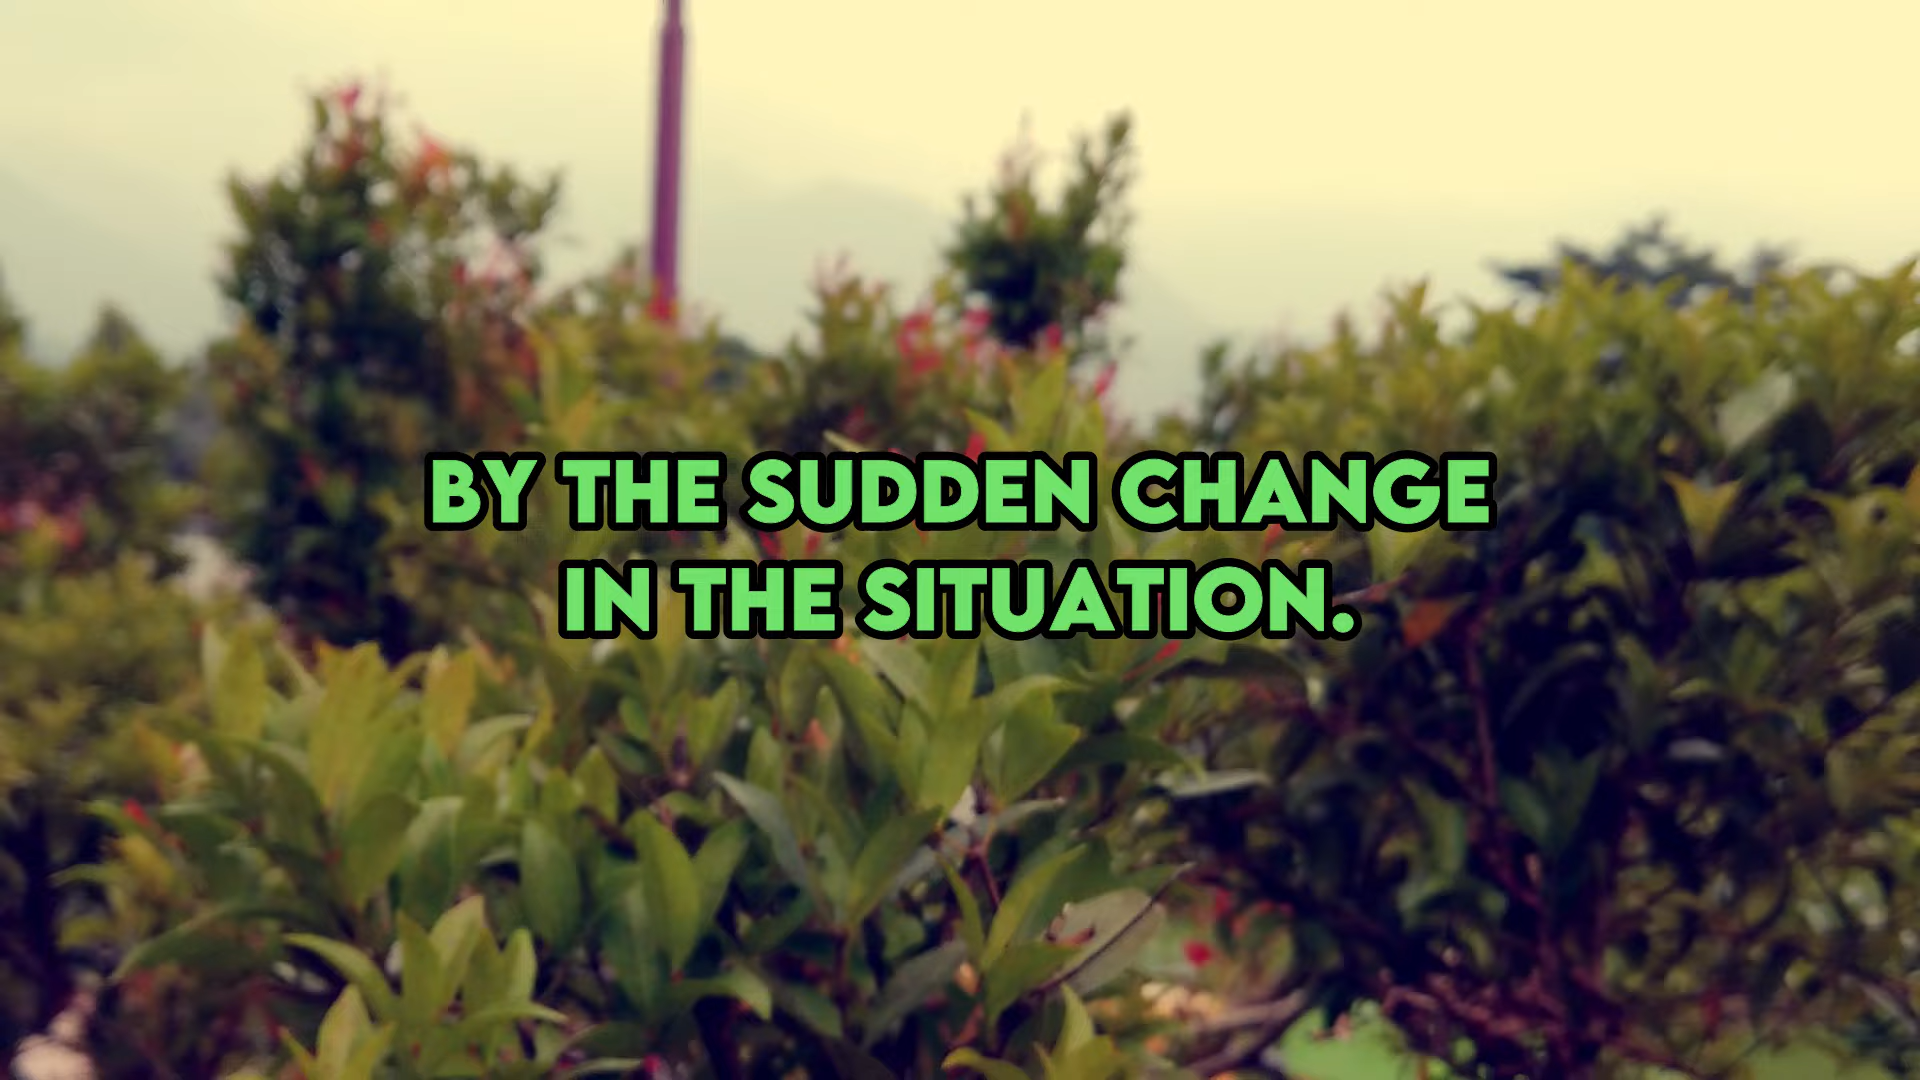 BY THE SUDDEN CHANGE
IN THE SITUATION.